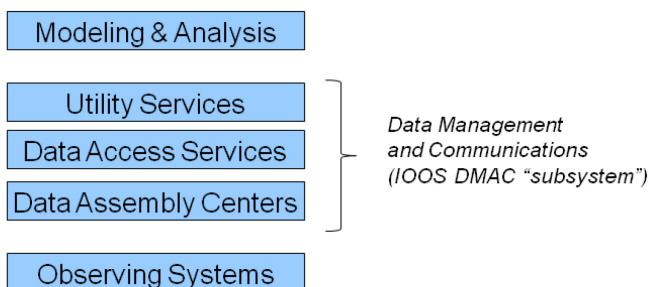 Modeling & Analysis
Utility Services
Data Access Services
Data Assembly Centers
Data Management
and Communications
(IOOS DMAC “subsystem”)
Observing Systems